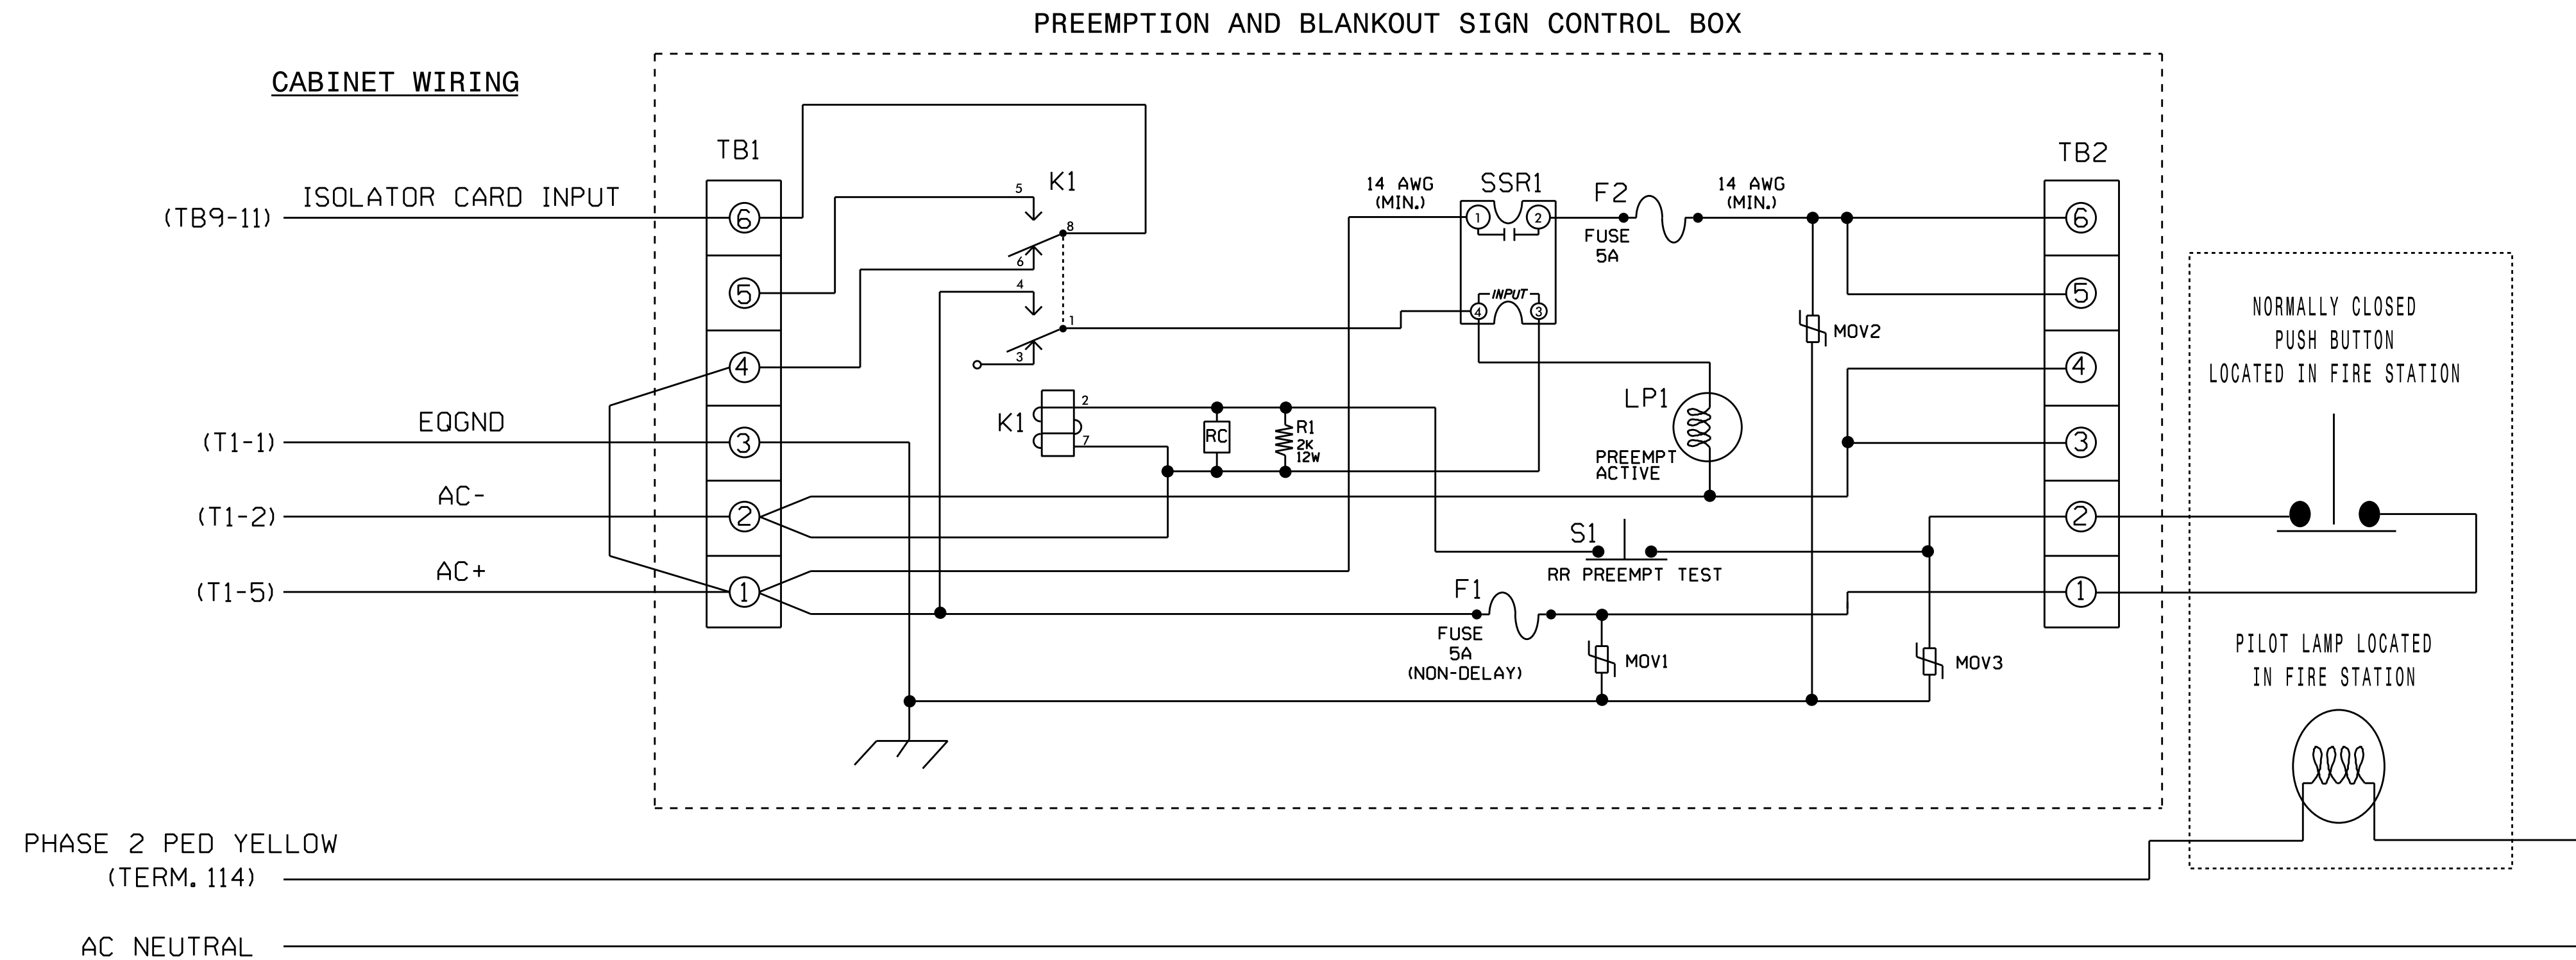 PREEMPTION AND BLANKOUT SIGN CONTROL BOX
CABINET WIRING
TB1
TB2
(TB9-11)
ISOLATOR CARD INPUT
(T1-1)
EQGND
(T1-2)
AC-
(T1-5)
AC+
6
5
4
3
2
1
K1
5
8
6
4
1
3
K1
2
7
RC
R1
2K
12W
14 AWG
(MIN.)
SSR1
1
2
INPUT
4
3
F2
FUSE
5A
14 AWG
(MIN.)
MOV2
LP1
PREEMPT
ACTIVE
S1
RR PREEMPT TEST
F1
FUSE
5A
(NON-DELAY)
MOV1
MOV3
6
5
4
3
2
1
NORMALLY CLOSED
PUSH BUTTON
LOCATED IN FIRE STATION
PILOT LAMP LOCATED
IN FIRE STATION
PHASE 2 PED YELLOW
(TERM. 114)
AC NEUTRAL